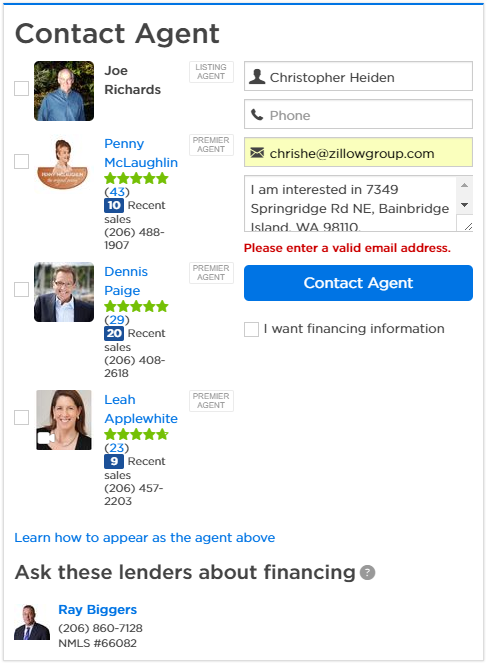 Contact Agent
Joe
Richards
LISTING
AGENT
Penny
McLaughlin
PREMIER
AGENT
(43)
10 Recent
sales
(206) 488-
1907
Dennis
Paige
PREMIER
AGENT
(29)
20 Recent
sales
(206) 408-
2618
Leah
Applewhite
PREMIER
AGENT
(23)
9 Recent
sales
(206) 457-
2203
Christopher Heiden
Phone
chrishe@zillowgroup.com
I am interested in 7349
Springridge Rd NE, Bainbridge
Island, WA 98110.
Please enter a valid email address.
Contact Agent
I want financing information
Learn how to appear as the agent above
Ask these lenders about financing ?
Ray Biggers
(206) 860-7128
NMLS #66082